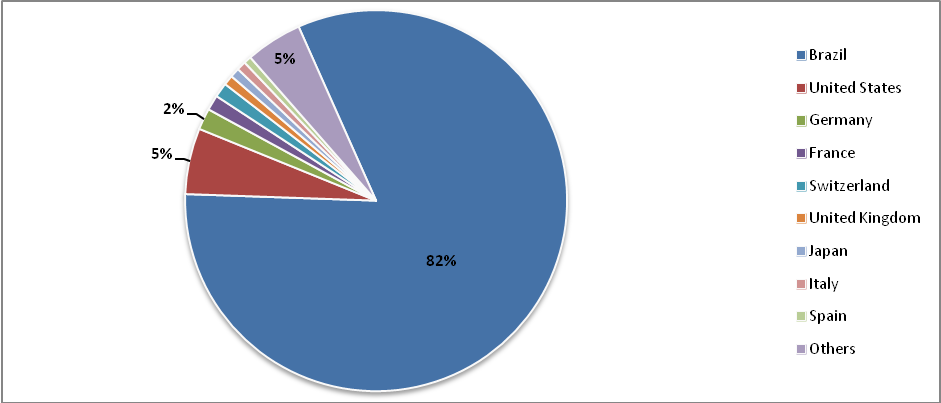 5%
2%
5%
82%
Brazil
United States
Germany
France
Switzerland
United Kingdom
Japan
Italy
Spain
Others